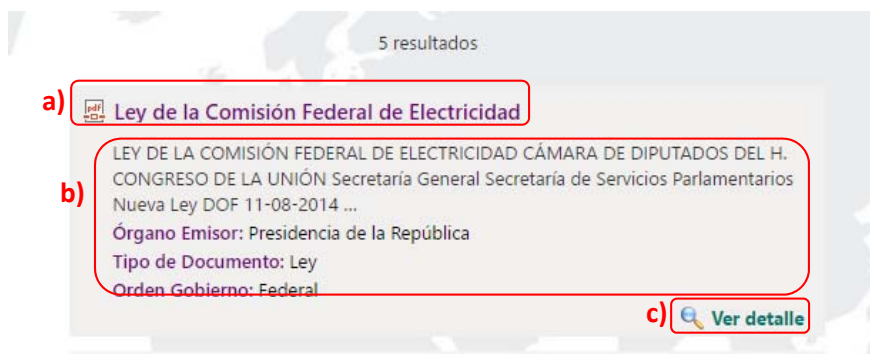 5 resultados
a) pdf Ley de la Comisión Federal de Electricidad
LEY DE LA COMISIÓN FEDERAL DE ELECTRICIDAD CÁMARA DE DIPUTADOS DEL H.
CONGRESO DE LA UNIÓN Secretaría General Secretaría de Servicios Parlamentarios
b) Nueva Ley DOF 11-08-2014 ...
Órgano Emisor: Presidencia de la República
Tipo de Documento: Ley
Orden Gobierno: Federal
c) Ver detalle